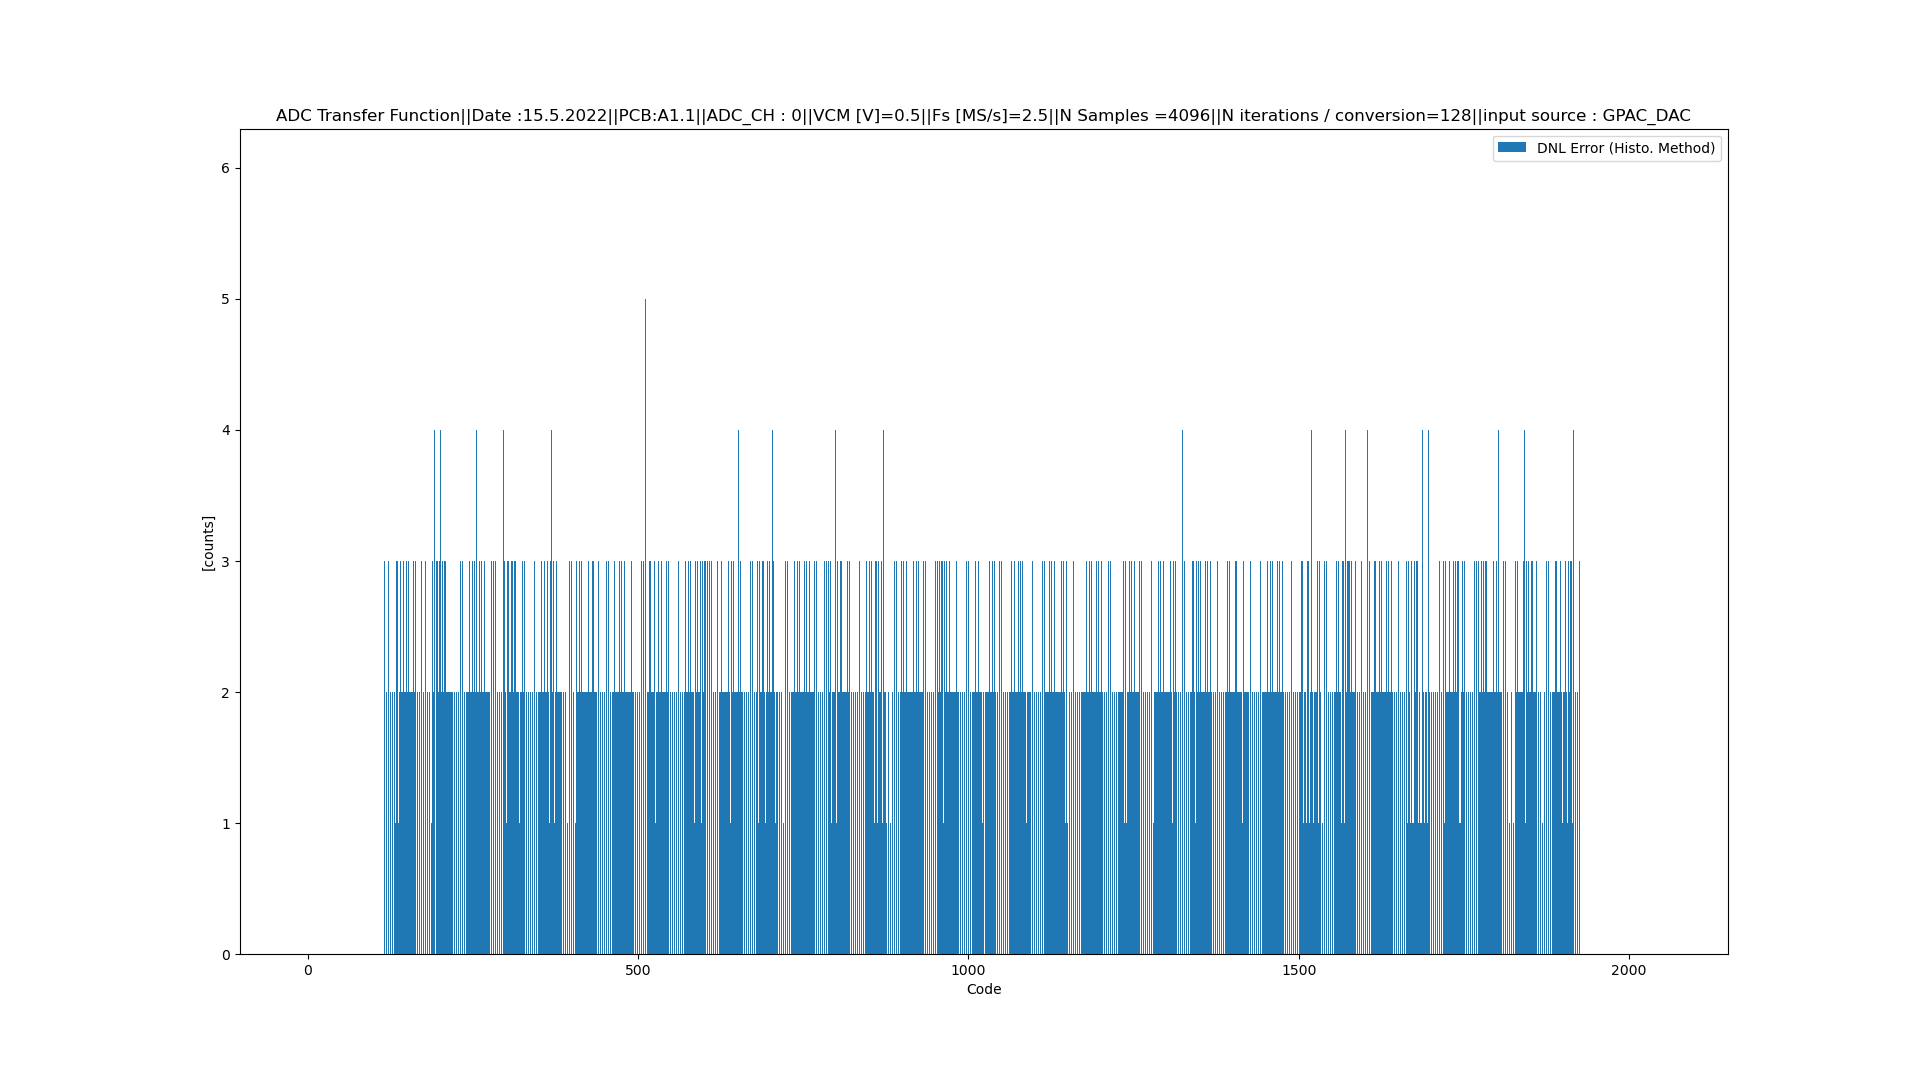 ADC Transfer Function||Date :15.5.2022||PCB:A1.1||ADC_CH : 0||VCM [V]=0.5||Fs [MS/s]=2.5||N Samples =4096||N iterations / conversion=128||input source : GPAC_DAC
DNL Error (Histo. Method)
6
5
4
3
2
1
0
[counts]
0 500 1000 1500 2000
Code